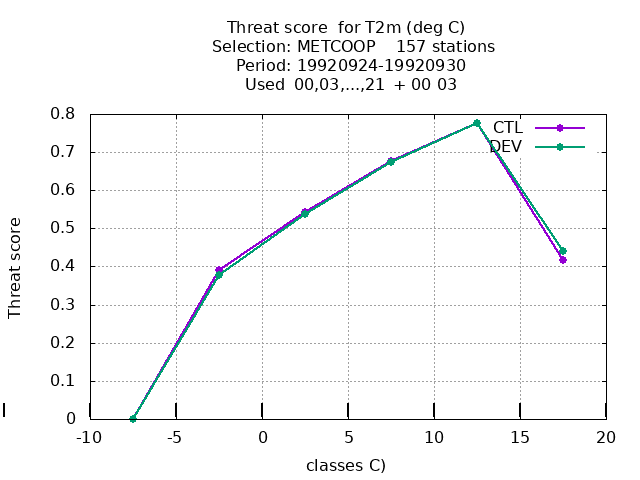 Threat score  for T2m (deg C)
Selection: METCOOP    157 stations
Period: 19920924-19920930
Used  00,03,...,21  + 00 03
CTL
DEV
Threat score
0.8
0.7
0.6
0.5
0.4
0.3
0.2
0.1
0
-10
-5
0
5
10
15
20
classes C)